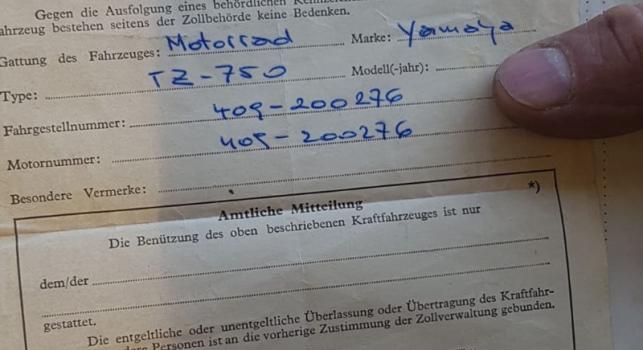 Gegen die Ausfolgung eines behördlichen
ahrzeug bestehen seitens der Zollbehörde keine Bedenken.
Gattung des Fahrzeuges: Motorrad Marke: Yamaha
Type: TZ-750 Modell(-jahr):
Fahrgestellnummer: 409-200276
Motornummer: 409-200276
Besondere Vermerke:
Amtliche Mitteilung *)
Die Benützung des oben beschriebenen Kraftfahrzeuges ist nur
dem/der
gestattet.
Die entgeltliche oder unentgeltliche Überlassung oder Übertragung des Kraftfahr-
Personen ist an die vorherige Zustimmung der Zollverwaltung gebunden.